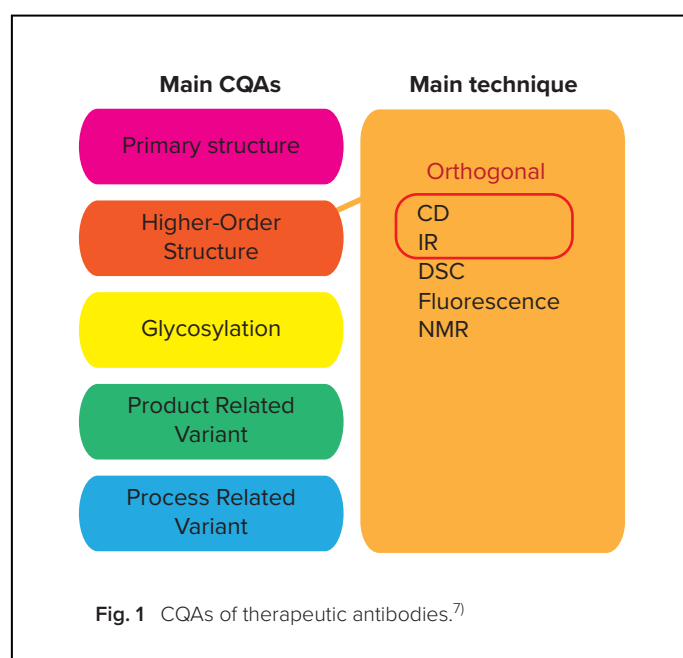 Main CQAs
Main technique
Primary structure
Higher-Order
Structure
Glycosylation
Product Related
Variant
Process Related
Variant
Orthogonal
CD
IR
DSC
Fluorescence
NMR
Fig. 1 CQAs of therapeutic antibodies.7)